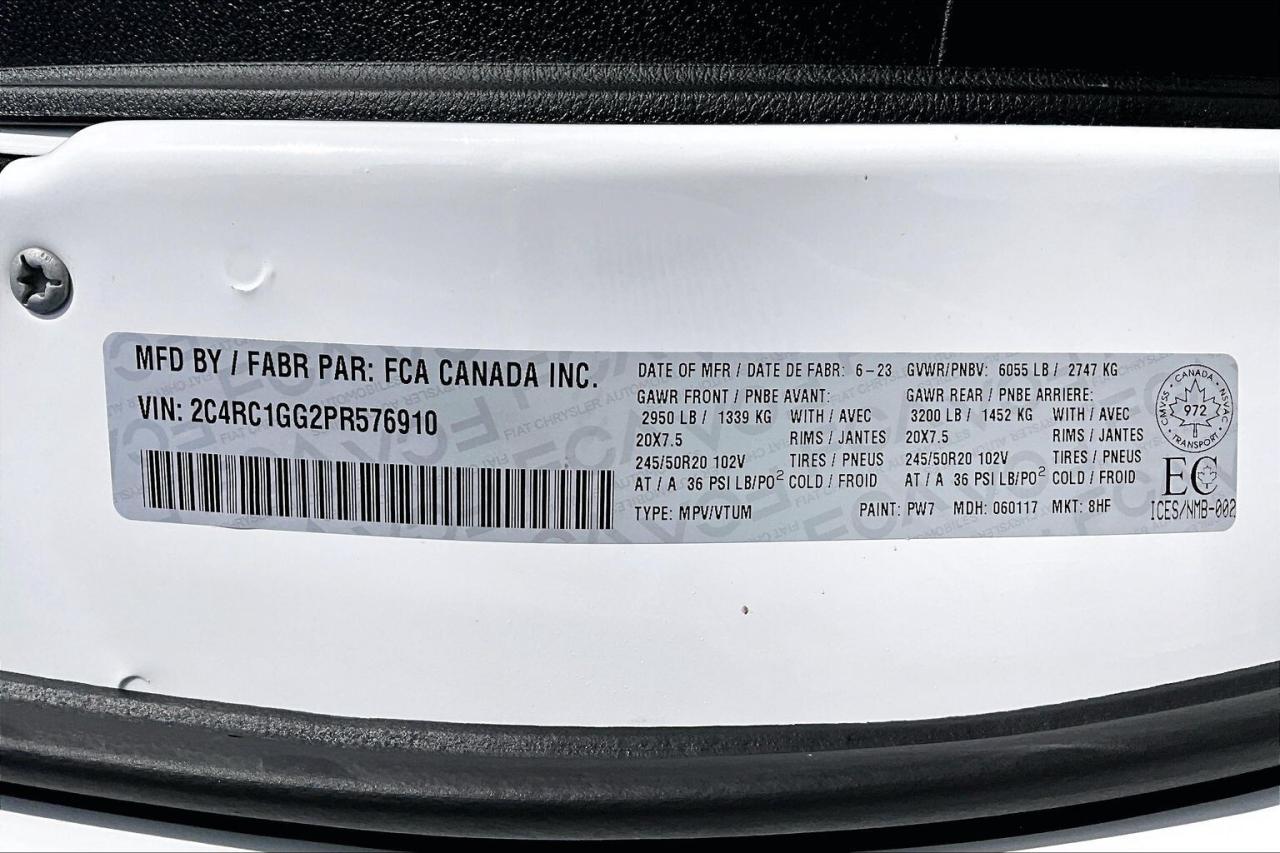 MFD BY / FABR PAR: FCA CANADA INC.
VIN: 2C4RC1GG2PR576910
DATE OF MFR / DATE DE FABR: 6-23 GVWR/PNBV: 6055 LB / 2747 KG
GAWR FRONT / PNBE AVANT: GAWR REAR / PNBE ARRIERE:
2950 LB / 1339 KG WITH / AVEC 3200 LB / 1452 KG WITH / AVEC
20X7.5 RIMS / JANTES 20X7.5 RIMS / JANTES
245/50R20 102V TIRES / PNEUS 245/50R20 102V TIRES / PNEUS
AT / A 36 PSI LB/PO² COLD / FROID AT / A 36 PSI LB/PO² COLD / FROID
TYPE: MPV/VTUM PAINT: PW7 MDH: 060117 MKT: 8HF
CANADA
CMVSS 972 NSVAC
TRANSPORT
EC
ICES/NMB-002